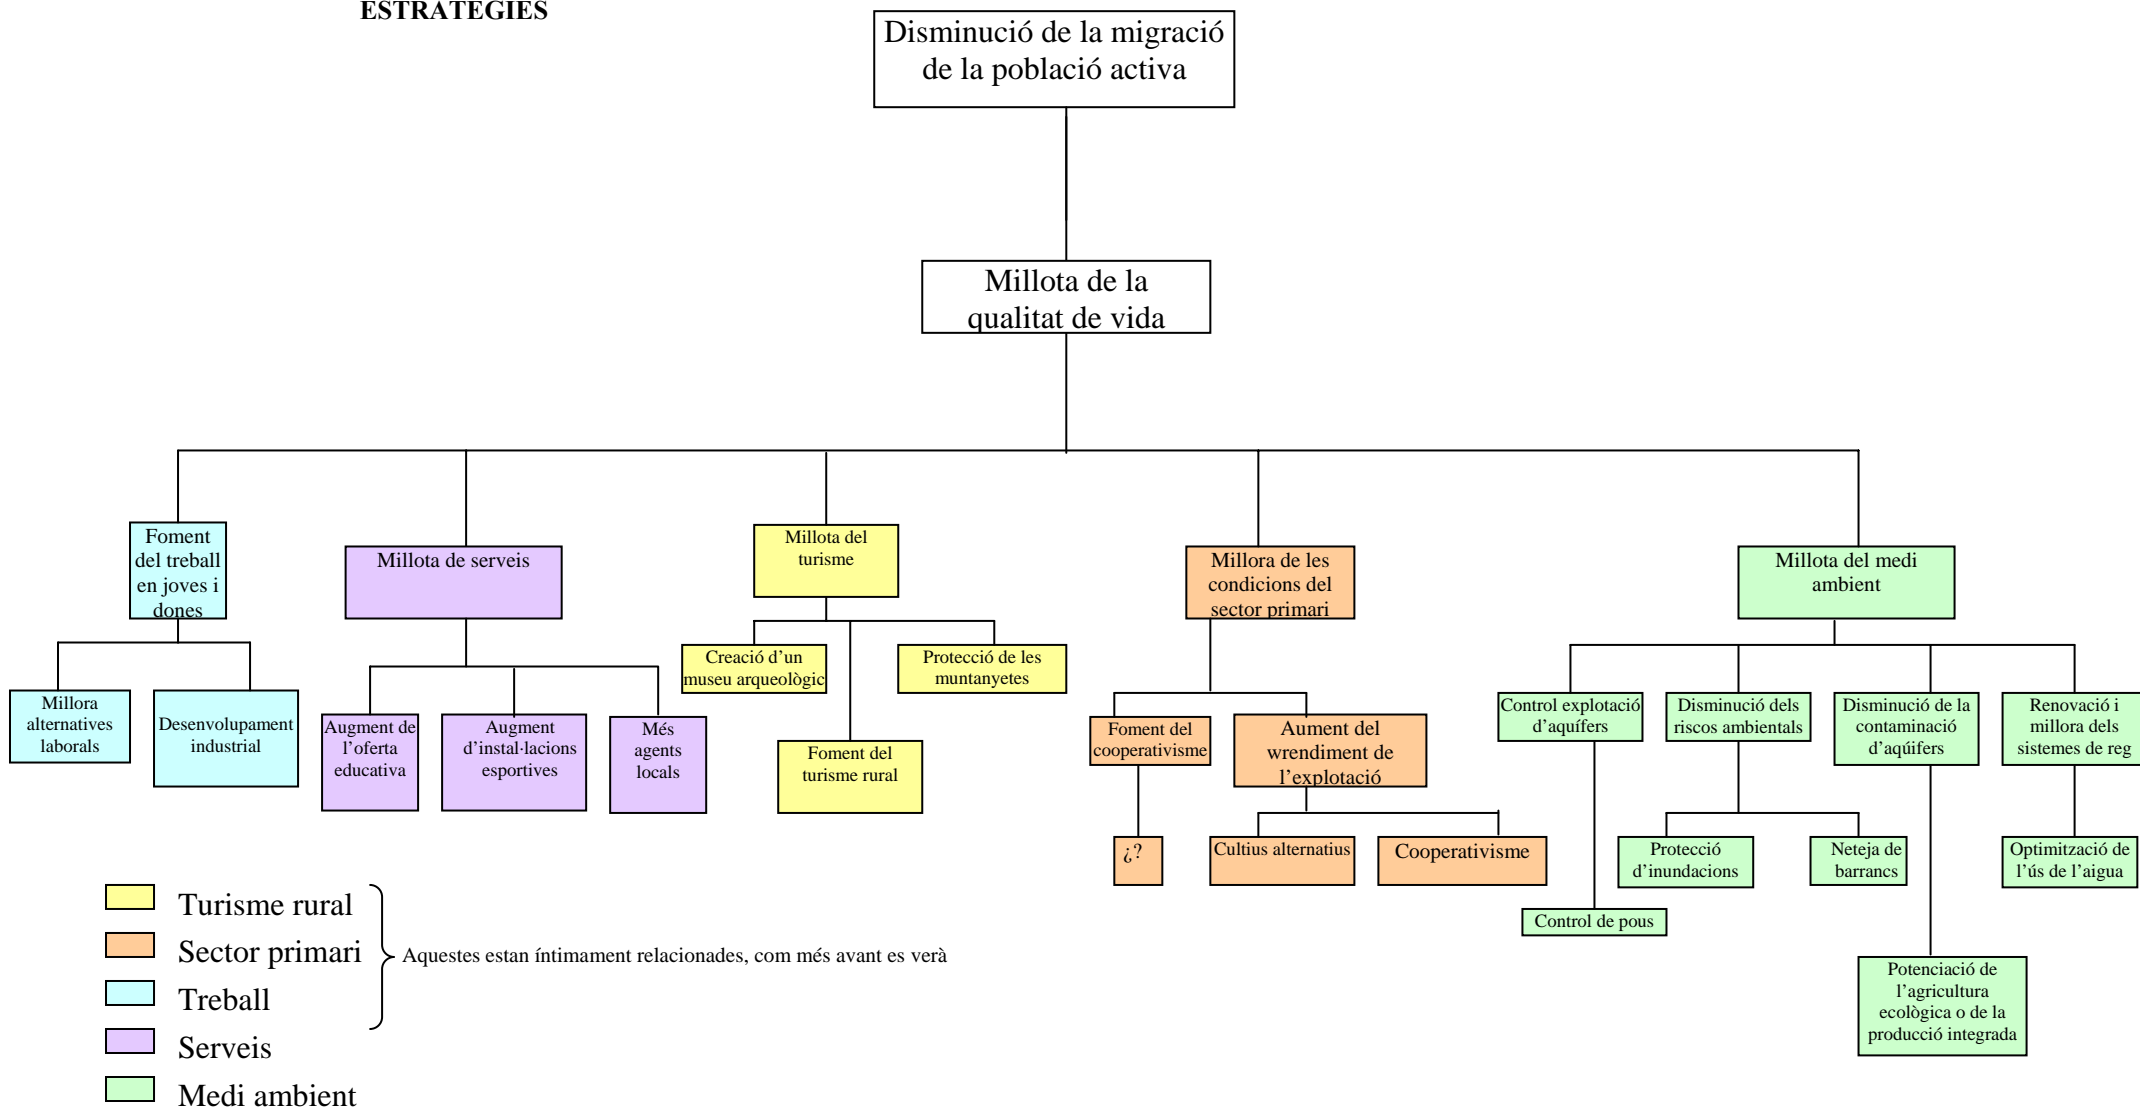 ESTRATÈGIES
Disminució de la migració
de la població activa
Millota de la
qualitat de vida
Foment
del treball
en joves i
dones
Millota de serveis
Millota del
turisme
Millora de les
condicions del
sector primari
Millota del medi
ambient
Millora
alternatives
laborals
Desenvolupament
industrial
Augment de
l’oferta
educativa
Augment
d’instal·lacions
esportives
Més
agents
locals
Creació d’un
museu arqueològic
Foment del
turisme rural
Protecció de les
muntanyetes
Foment del
cooperativisme
Aument del
wrendiment de
l’explotació
¿?
Cultius alternatius
Cooperativisme
Control explotació
d’aquífers
Disminució dels
riscos ambientals
Disminució de la
contaminació
d’aqúifers
Renovació i
millora dels
sistemes de reg
Protecció
d’inundacions
Neteja de
barrancs
Optimització de
l’ús de l’aigua
Control de pous
Potenciació de
l’agricultura
ecològica o de la
producció integrada
Turisme rural
Sector primari
Treball
Serveis
Medi ambient
Aquestes estan íntimament relacionades, com més avant es verà